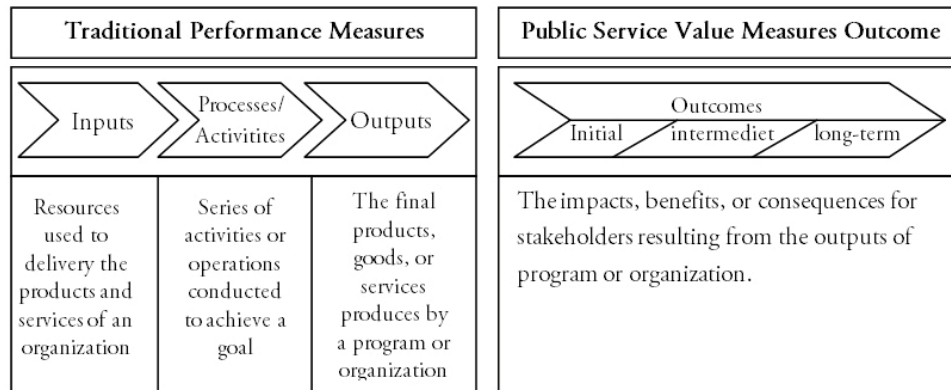 Traditional Performance Measures
Public Service Value Measures Outcome
Inputs
Processes/
Activitites
Outputs
Outcomes
Initial
intermediet
long-term
Resources
used to
delivery the
products and
services of an
organization
Series of
activities or
operations
conducted
to achieve a
goal
The final
products,
goods, or
services
produces by
a program or
organization
The impacts, benefits, or consequences for
stakeholders resulting from the outputs of
program or organization.